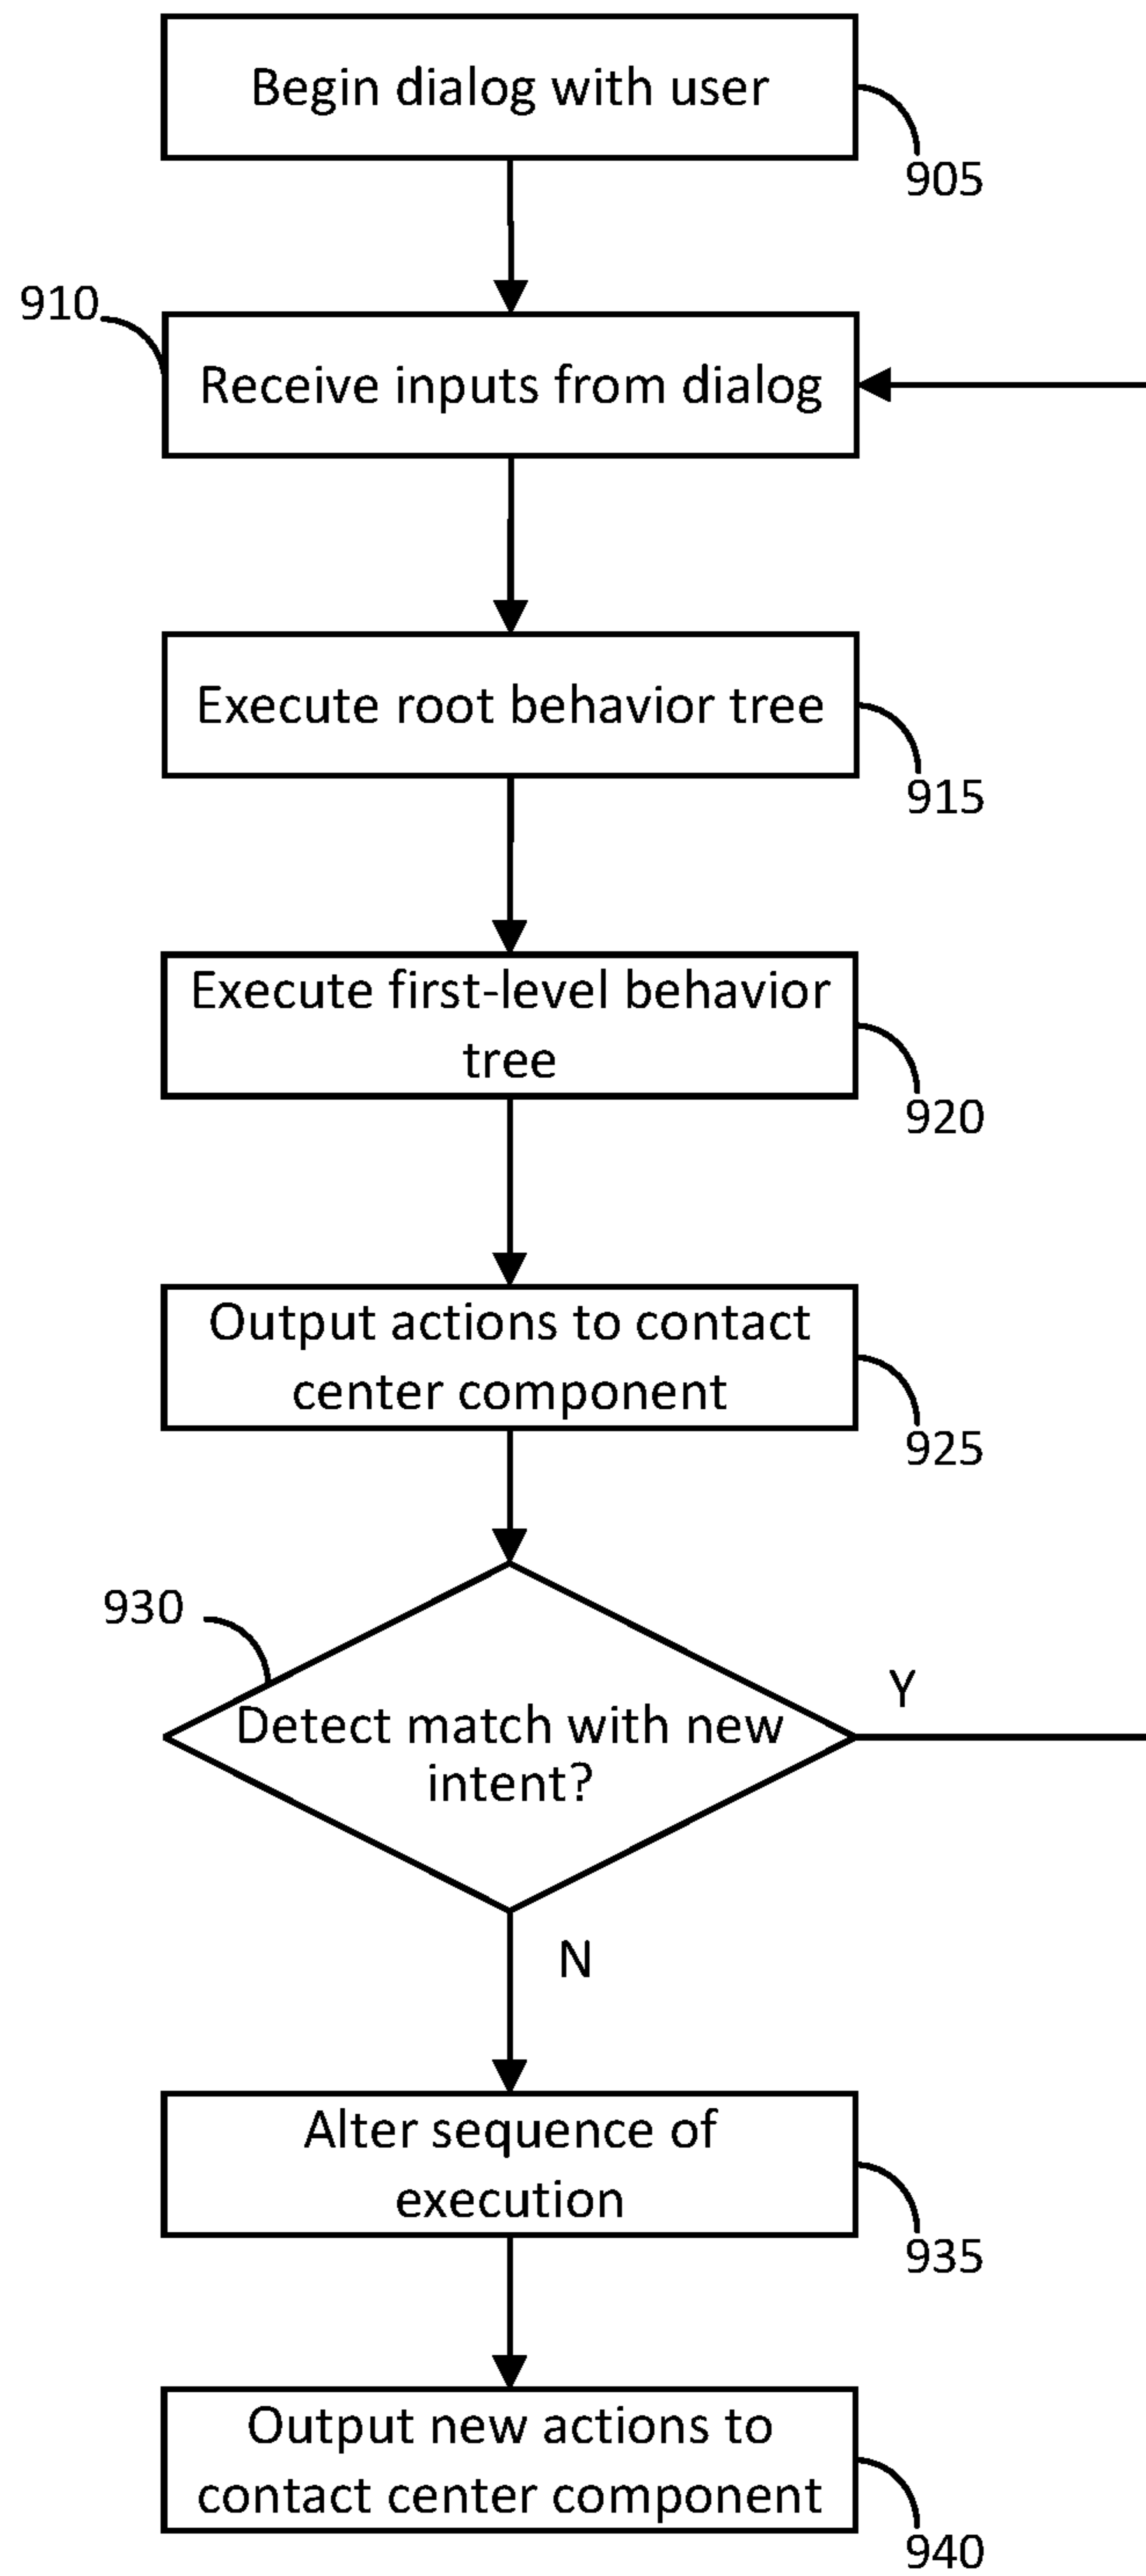 Begin dialog with user
905
910
Receive inputs from dialog
Execute root behavior tree
915
Execute first-level behavior
tree
920
Output actions to contact
center component
925
930
Detect match with new
intent?
Y
N
Alter sequence of
execution
935
Output new actions to
contact center component
940